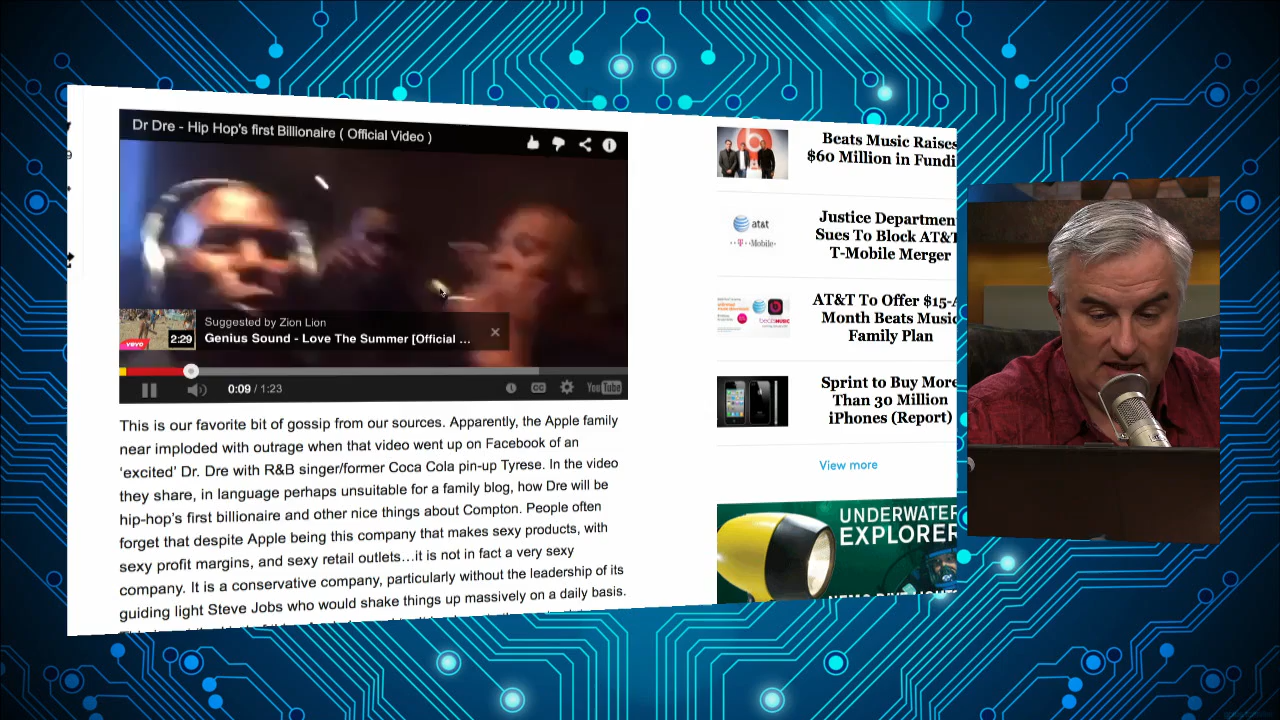 Dr Dre - Hip Hop's first Billionaire ( Official Video )
Suggested by Zion Lion
Genius Sound - Love The Summer [Official ...
vevo
2:29
0:09 / 1:23
CC
YouTube
This is our favorite bit of gossip from our sources. Apparently, the Apple family
near imploded with outrage when that video went up on Facebook of an
‘excited’ Dr. Dre with R&B singer/former Coca Cola pin-up Tyrese. In the video
they share, in language perhaps unsuitable for a family blog, how Dre will be
hip-hop’s first billionaire and other nice things about Compton. People often
forget that despite Apple being this company that makes sexy products, with
sexy profit margins, and sexy retail outlets…it is not in fact a very sexy
company. It is a conservative company, particularly without the leadership of its
guiding light Steve Jobs who would shake things up massively on a daily basis.
Beats Music Raises
$60 Million in Fundi
at&t
T-Mobile
Justice Departmen
Sues To Block AT&T
T-Mobile Merger
beatsmusic
AT&T To Offer $15-A
Month Beats Music
Family Plan
Sprint to Buy More
Than 30 Million
iPhones (Report)
View more
UNDERWATER
EXPLORER